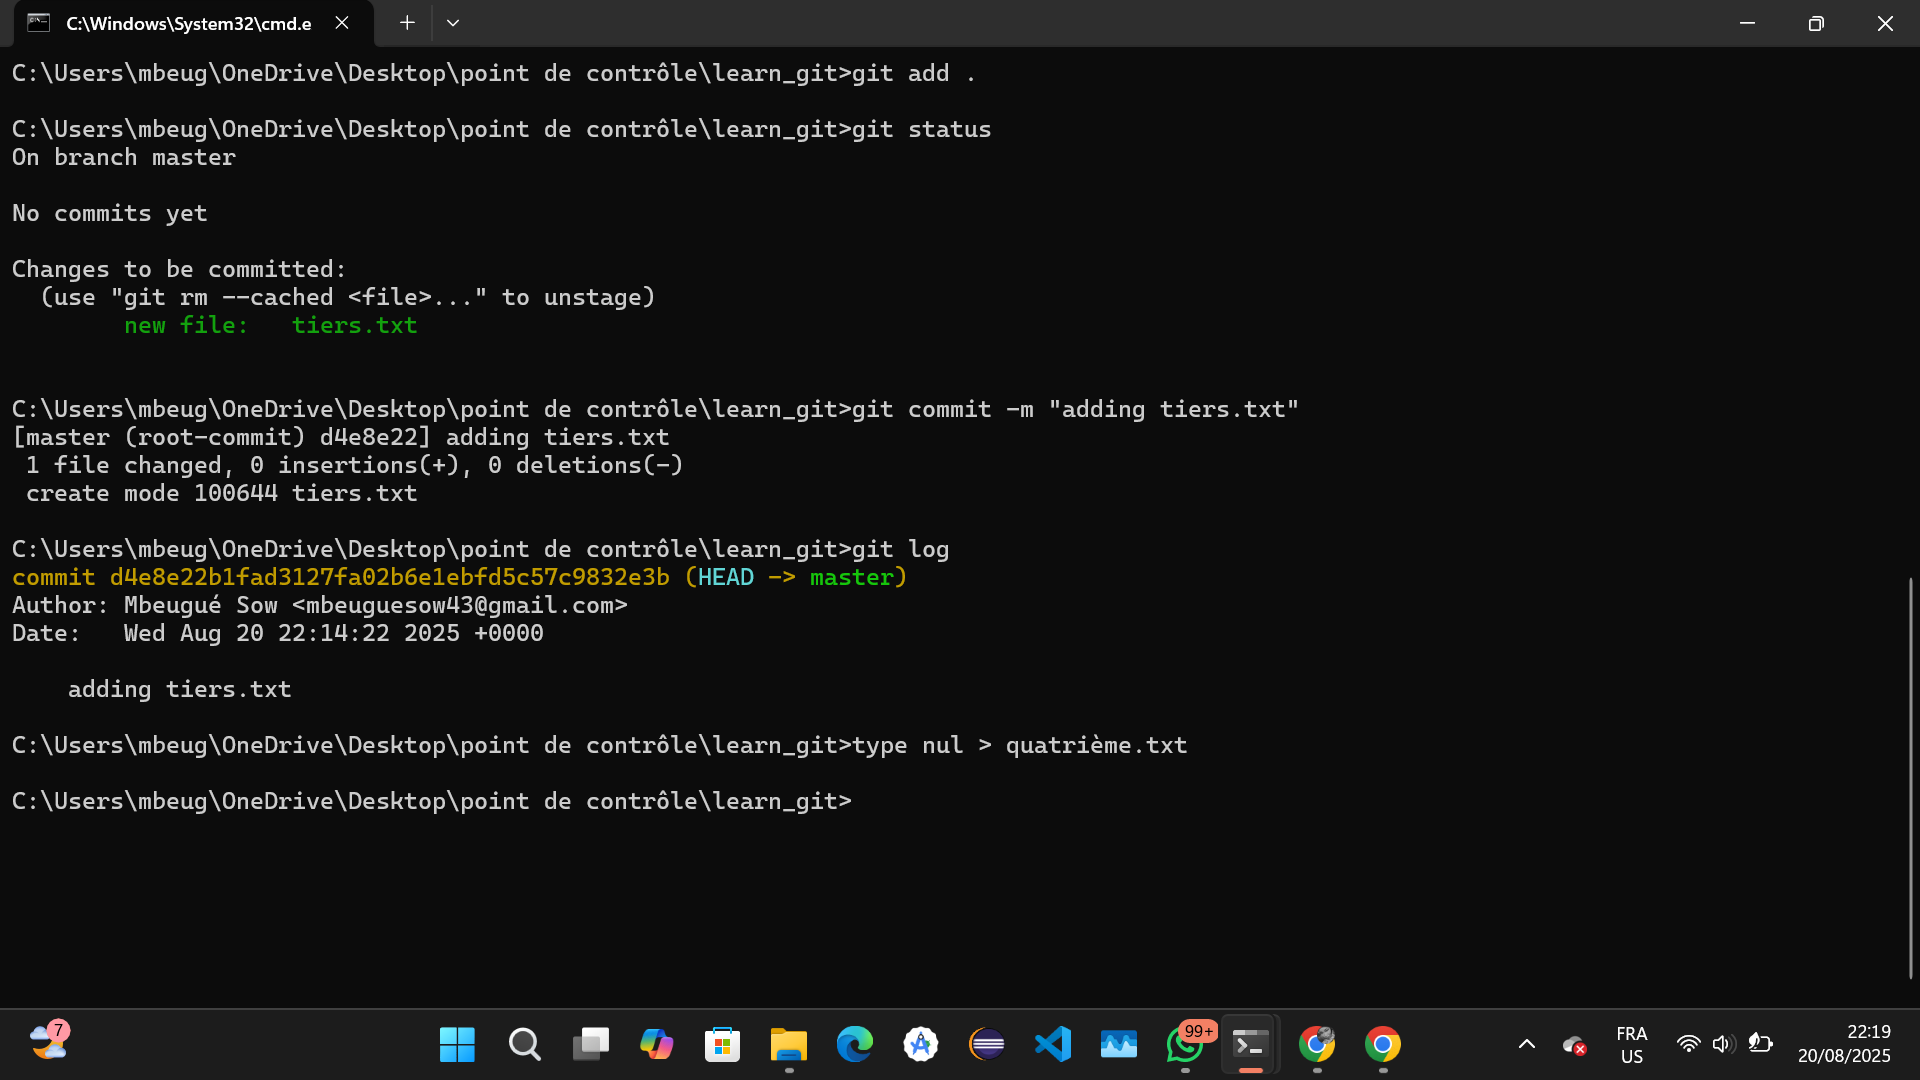 C:\Windows\System32\cmd.e
C:\Users\mbeug\OneDrive\Desktop\point de contrôle\learn_git>git add .
C:\Users\mbeug\OneDrive\Desktop\point de contrôle\learn_git>git status
On branch master
No commits yet
Changes to be committed:
  (use "git rm --cached <file>..." to unstage)
        new file:   tiers.txt
C:\Users\mbeug\OneDrive\Desktop\point de contrôle\learn_git>git commit -m "adding tiers.txt"
[master (root-commit) d4e8e22] adding tiers.txt
 1 file changed, 0 insertions(+), 0 deletions(-)
 create mode 100644 tiers.txt
C:\Users\mbeug\OneDrive\Desktop\point de contrôle\learn_git>git log
commit d4e8e22b1fad3127fa02b6e1ebfd5c57c9832e3b (HEAD -> master)
Author: Mbeugué Sow <mbeuguesow43@gmail.com>
Date:   Wed Aug 20 22:14:22 2025 +0000
    adding tiers.txt
C:\Users\mbeug\OneDrive\Desktop\point de contrôle\learn_git>type nul > quatrième.txt
C:\Users\mbeug\OneDrive\Desktop\point de contrôle\learn_git>
7
99+
FRA
US
22:19
20/08/2025